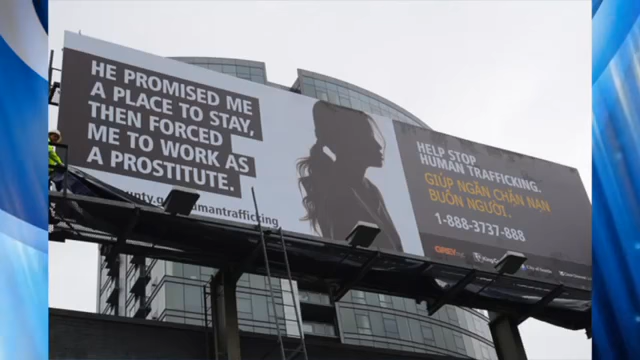 HE PROMISED ME
A PLACE TO STAY,
THEN FORCED
ME TO WORK AS
A PROSTITUTE.
HELP STOP
HUMAN TRAFFICKING.
GIÚP NGĂN CHẶN NẠN
BUÔN NGƯỜI.
1-888-3737-888